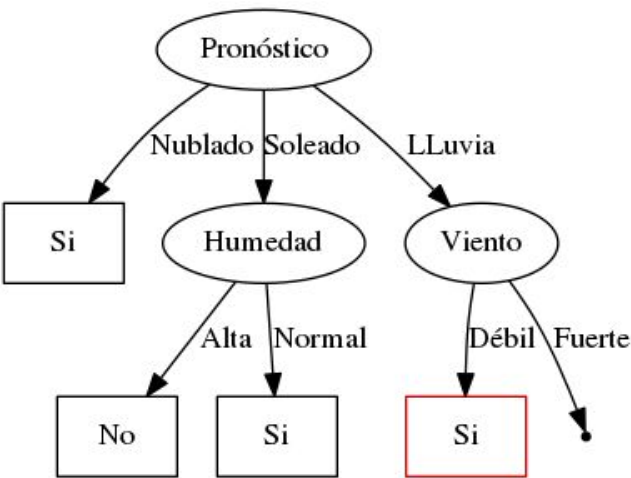 Pronóstico
Nublado Soleado LLuvia
Si Humedad Viento
Alta Normal Débil Fuerte
No Si Si